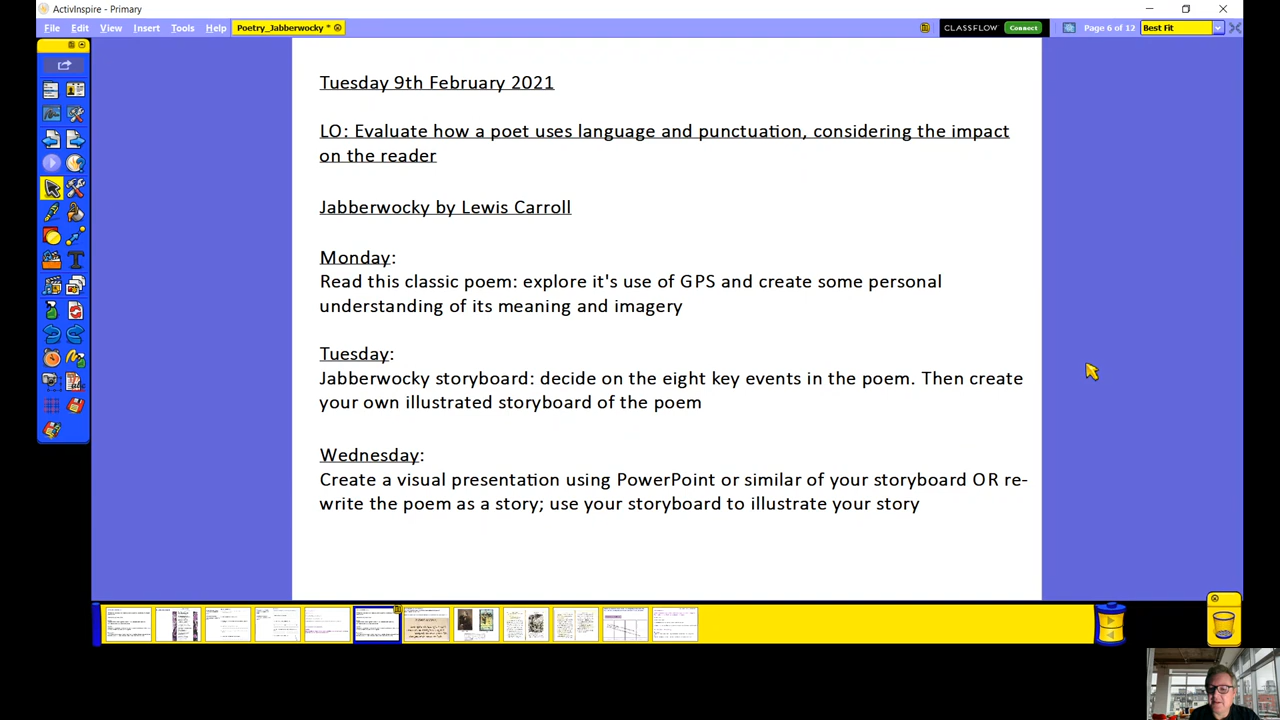 ActivInspire - Primary
File Edit View Insert Tools Help Poetry_Jabberwocky * CLASSFLOW Connect Page 6 of 12 Best Fit
Tuesday 9th February 2021
LO: Evaluate how a poet uses language and punctuation, considering the impact
on the reader
Jabberwocky by Lewis Carroll
Monday:
Read this classic poem: explore it's use of GPS and create some personal
understanding of its meaning and imagery
Tuesday:
Jabberwocky storyboard: decide on the eight key events in the poem. Then create
your own illustrated storyboard of the poem
Wednesday:
Create a visual presentation using PowerPoint or similar of your storyboard OR re-
write the poem as a story; use your storyboard to illustrate your story